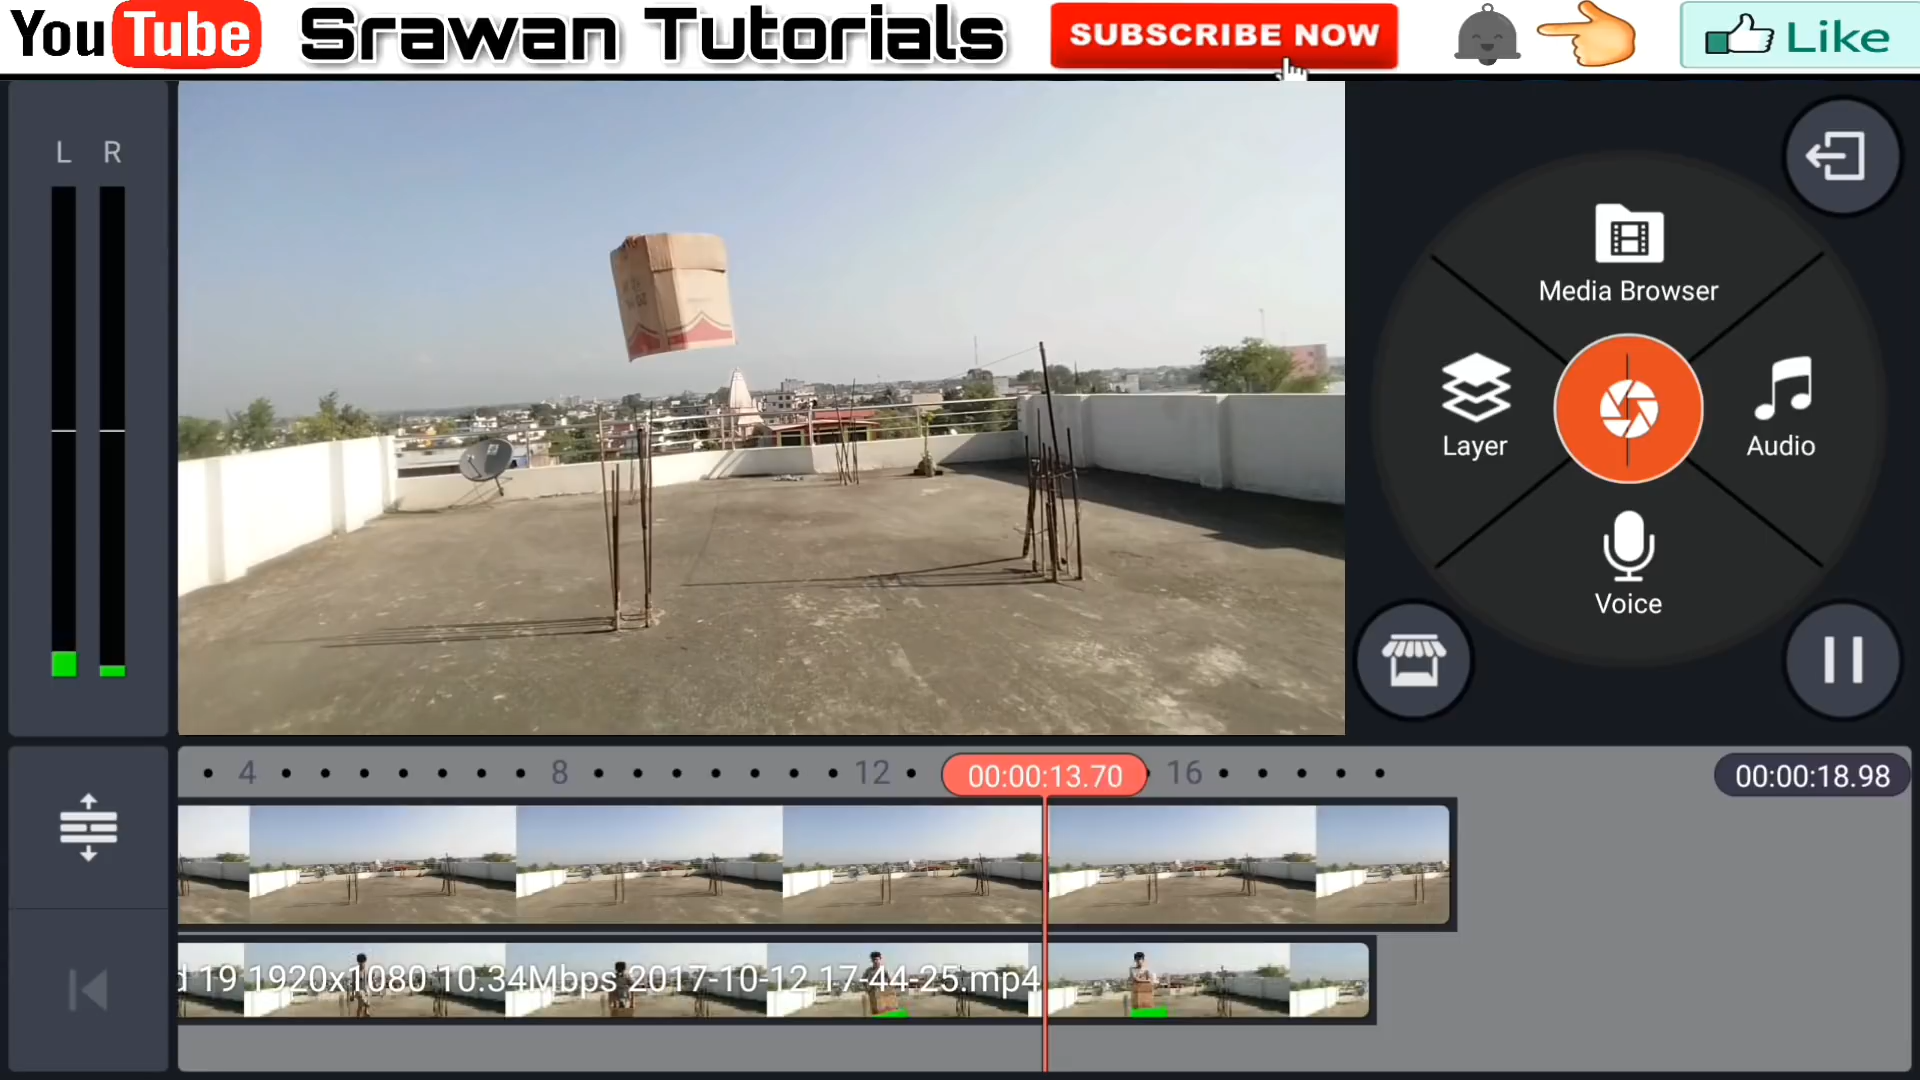 YouTube Srawan Tutorials SUBSCRIBE NOW Like
L R
Media Browser
Layer
Audio
Voice
4 8 12 00:00:13.70 16 00:00:18.98
d 19 1920x1080 10.34Mbps 2017-10-12 17-44-25.mp4